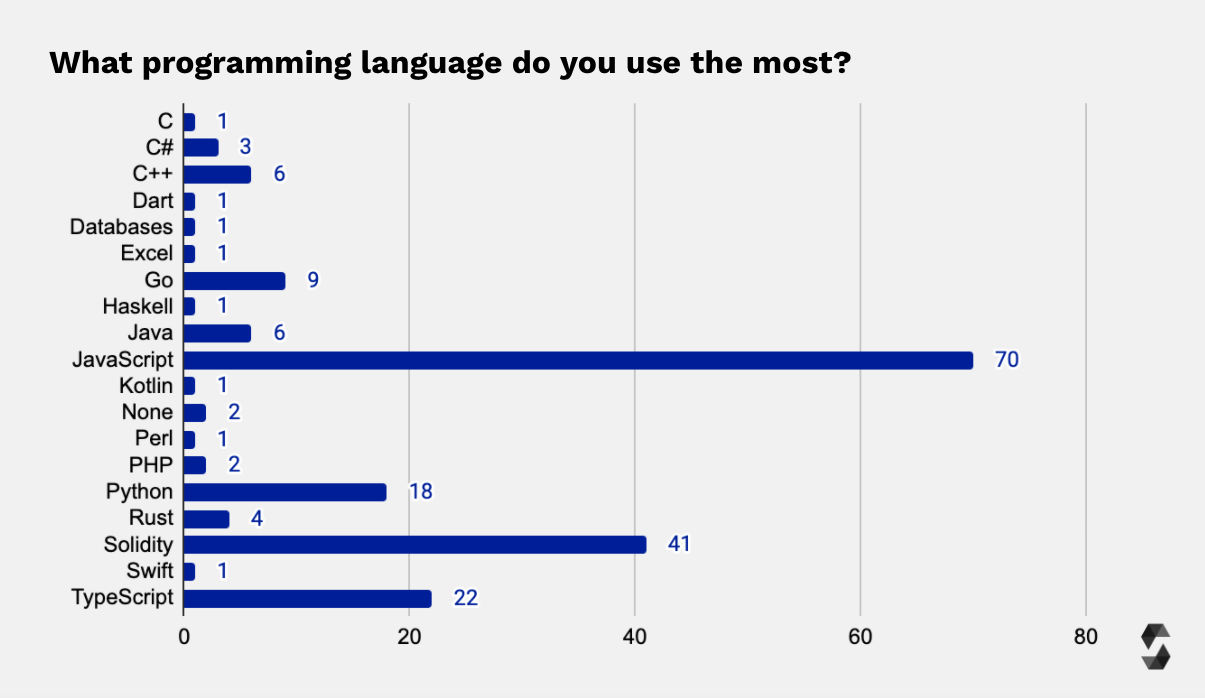 What programming language do you use the most?
C 1
C# 3
C++ 6
Dart 1
Databases 1
Excel 1
Go 9
Haskell 1
Java 6
JavaScript 70
Kotlin 1
None 2
Perl 1
PHP 2
Python 18
Rust 4
Solidity 41
Swift 1
TypeScript 22
0 20 40 60 80